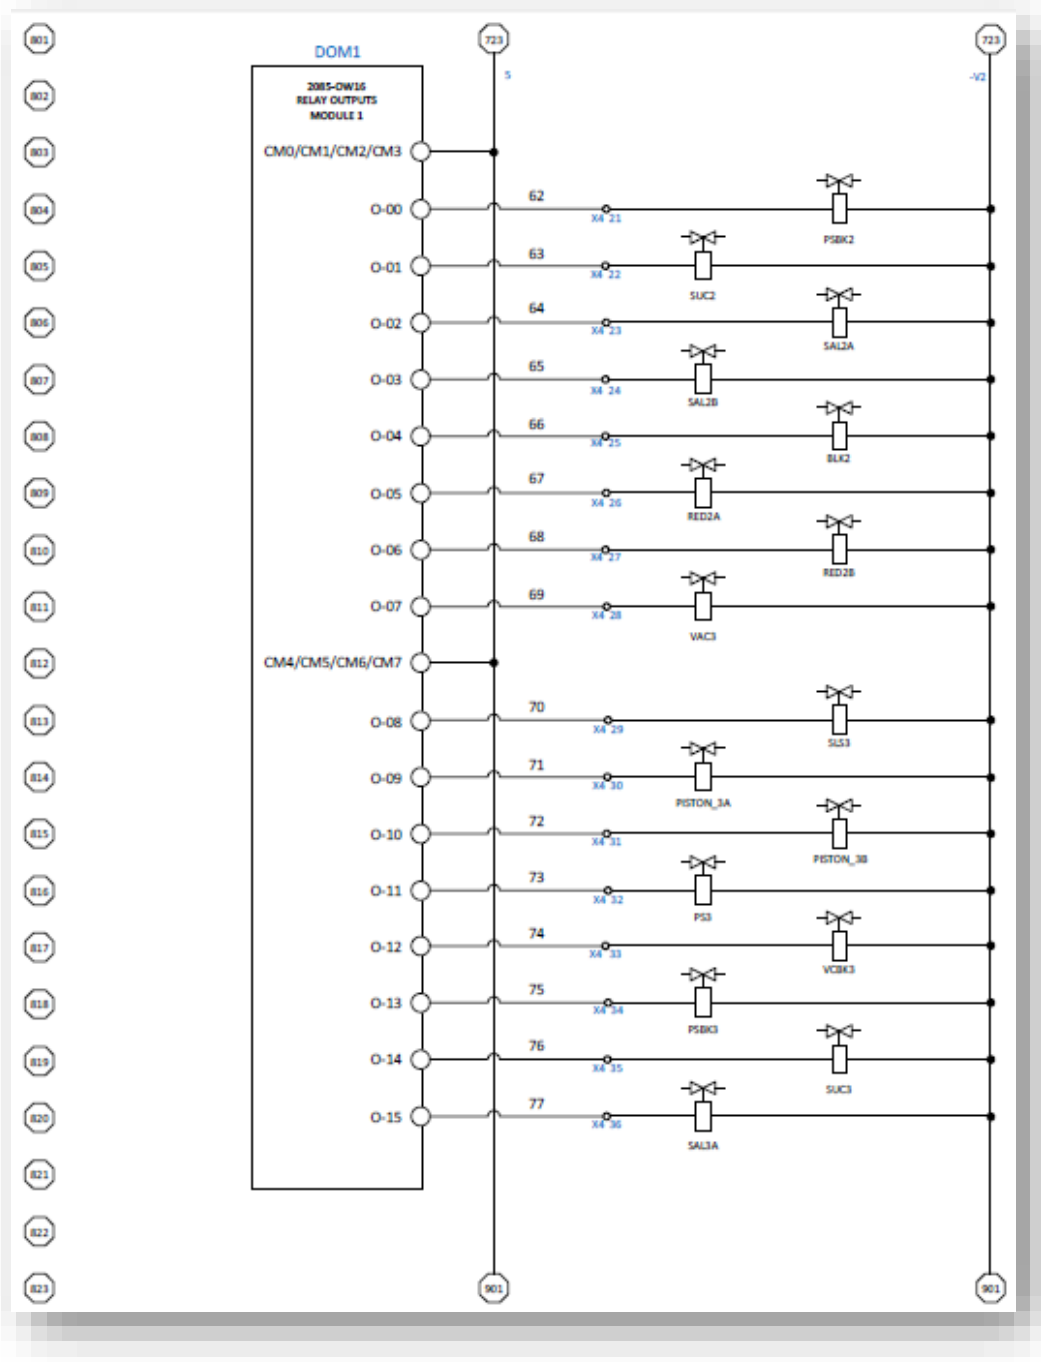 801
723
723
DOM1
5
-V2
2085-OW16
RELAY OUTPUTS
MODULE 1
802
803
CM0/CM1/CM2/CM3
804
O-00
62
X4 21
PSBK2
805
O-01
63
X4 22
SUC2
806
O-02
64
X4 23
SAL2A
807
O-03
65
X4 24
SAL2B
808
O-04
66
X4 25
BLK2
809
O-05
67
X4 26
RED2A
810
O-06
68
X4 27
RED2B
811
O-07
69
X4 28
VAC3
812
CM4/CM5/CM6/CM7
813
O-08
70
X4 29
SLS3
814
O-09
71
X4 30
PISTON_3A
815
O-10
72
X4 31
PISTON_3B
816
O-11
73
X4 32
PS3
817
O-12
74
X4 33
VCBK3
818
O-13
75
X4 34
PSBK3
819
O-14
76
X4 35
SUC3
820
O-15
77
X4 36
SAL3A
821
822
823
901
901